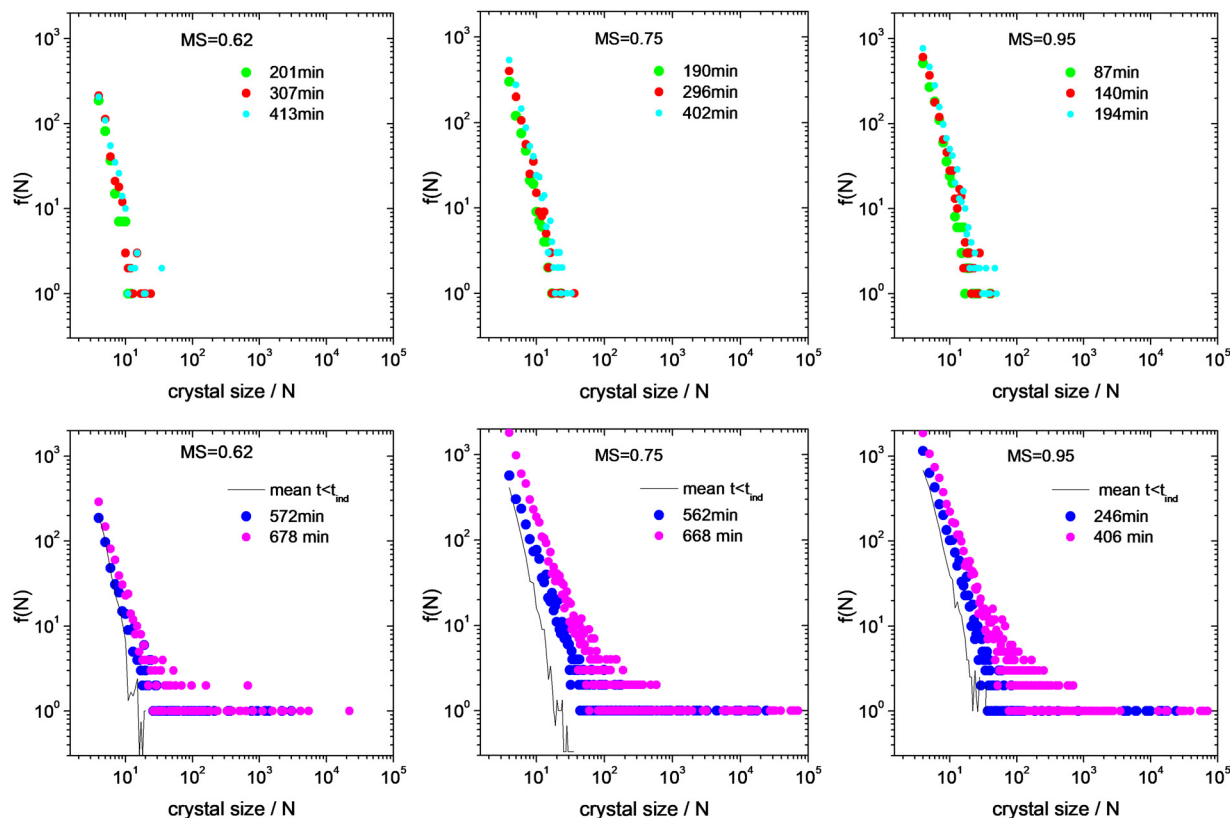 MS=0.62
201min
307min
413min
f(N)
10³
10²
10¹
10⁰
10¹ 10² 10³ 10⁴ 10⁵
crystal size / N
MS=0.75
190min
296min
402min
f(N)
10³
10²
10¹
10⁰
10¹ 10² 10³ 10⁴ 10⁵
crystal size / N
MS=0.95
87min
140min
194min
f(N)
10³
10²
10¹
10⁰
10¹ 10² 10³ 10⁴ 10⁵
crystal size / N
MS=0.62
mean t<t_ind
572min
678 min
f(N)
10³
10²
10¹
10⁰
10¹ 10² 10³ 10⁴ 10⁵
crystal size / N
MS=0.75
mean t<t_ind
562min
668 min
f(N)
10³
10²
10¹
10⁰
10¹ 10² 10³ 10⁴ 10⁵
crystal size / N
MS=0.95
mean t<t_ind
246min
406 min
f(N)
10³
10²
10¹
10⁰
10¹ 10² 10³ 10⁴ 10⁵
crystal size / N